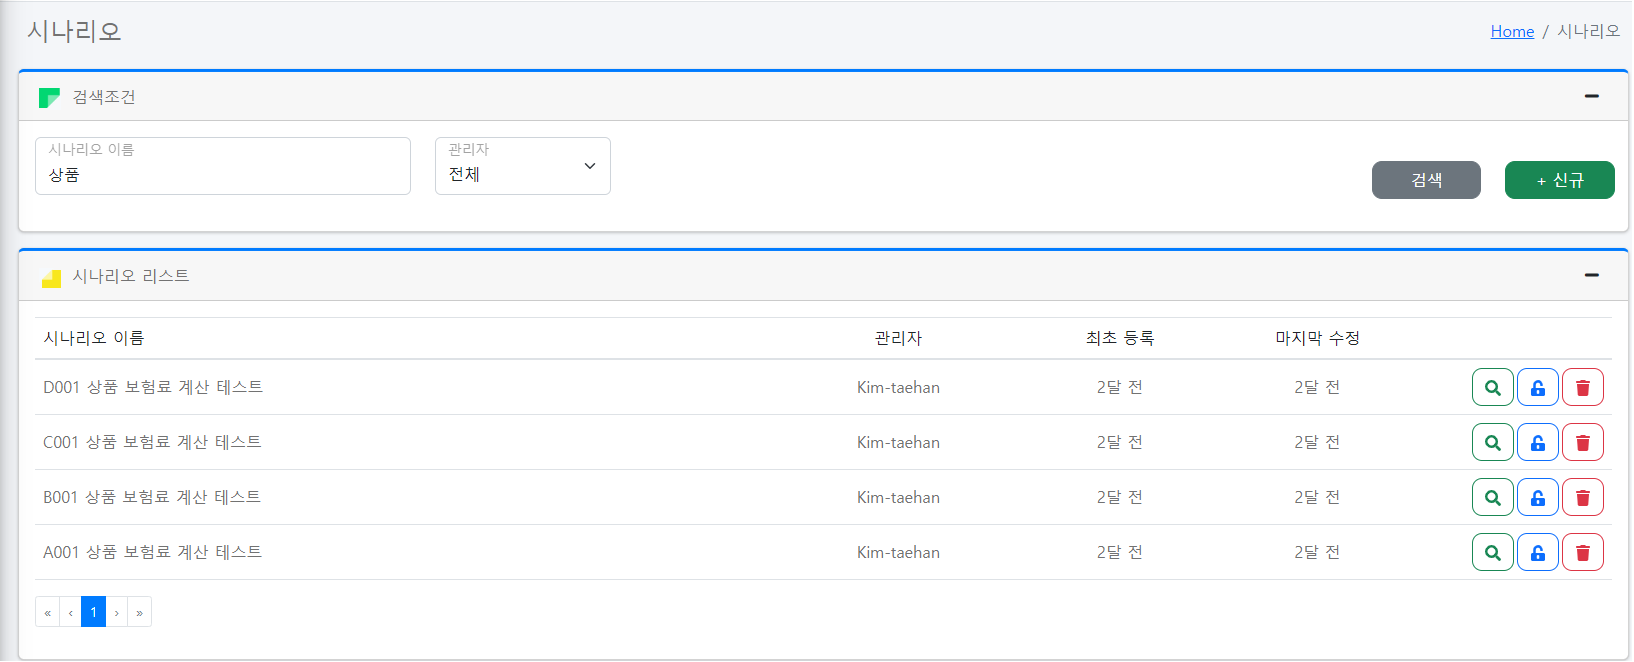 시나리오
Home / 시나리오
검색조건
시나리오 이름
상품
관리자
전체
검색
+ 신규
시나리오 리스트
시나리오 이름 관리자 최초 등록 마지막 수정
D001 상품 보험료 계산 테스트 Kim-taehan 2달 전 2달 전
C001 상품 보험료 계산 테스트 Kim-taehan 2달 전 2달 전
B001 상품 보험료 계산 테스트 Kim-taehan 2달 전 2달 전
A001 상품 보험료 계산 테스트 Kim-taehan 2달 전 2달 전
« ‹ 1 › »